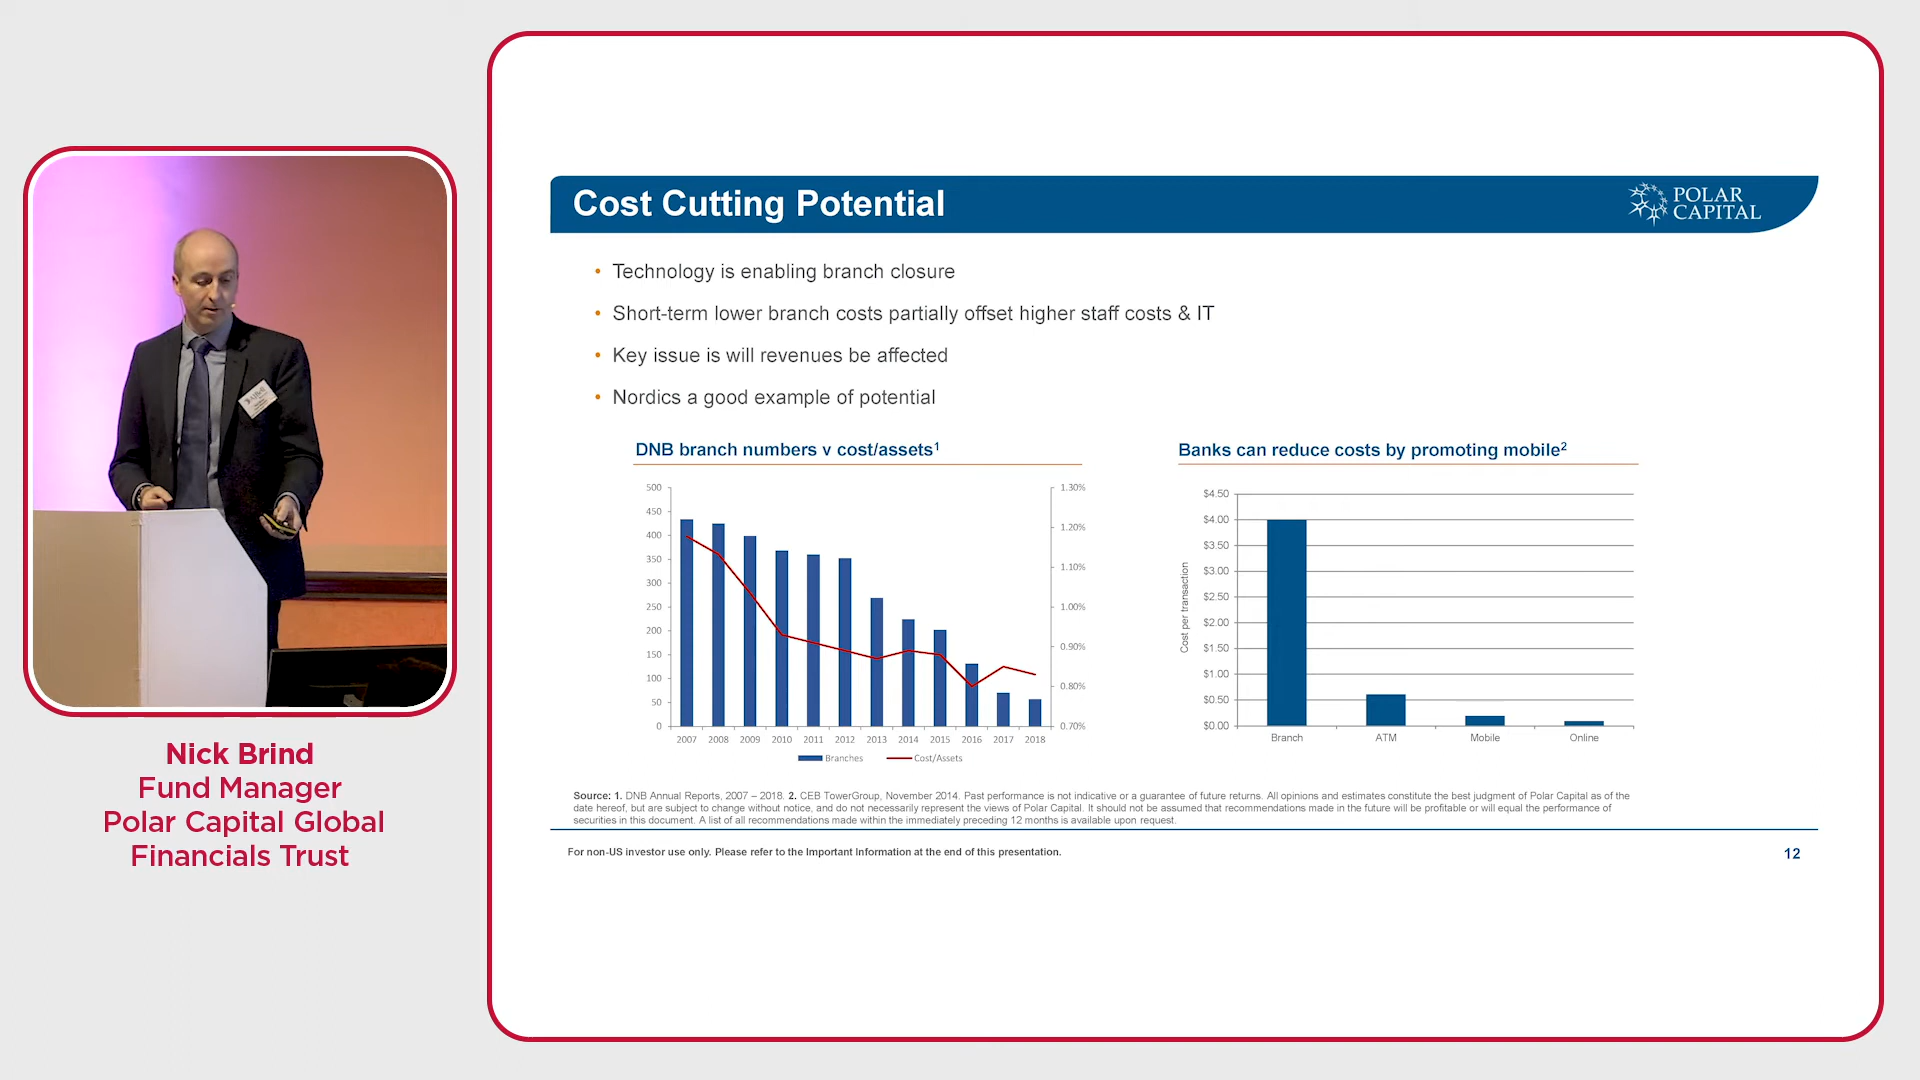 Nick Brind
Fund Manager
Polar Capital Global
Financials Trust
Cost Cutting Potential
POLAR
CAPITAL
• Technology is enabling branch closure
• Short-term lower branch costs partially offset higher staff costs & IT
• Key issue is will revenues be affected
• Nordics a good example of potential
DNB branch numbers v cost/assets¹
500
450
400
350
300
250
200
150
100
50
0
1.30%
1.20%
1.10%
1.00%
0.90%
0.80%
0.70%
2007 2008 2009 2010 2011 2012 2013 2014 2015 2016 2017 2018
Branches Cost/Assets
Banks can reduce costs by promoting mobile²
Cost per transaction
$4.50
$4.00
$3.50
$3.00
$2.50
$2.00
$1.50
$1.00
$0.50
$0.00
Branch ATM Mobile Online
Source: 1. DNB Annual Reports, 2007 – 2018. 2. CEB TowerGroup, November 2014. Past performance is not indicative or a guarantee of future returns. All opinions and estimates constitute the best judgment of Polar Capital as of the
date hereof, but are subject to change without notice, and do not necessarily represent the views of Polar Capital. It should not be assumed that recommendations made in the future will be profitable or will equal the performance of
securities in this document. A list of all recommendations made within the immediately preceding 12 months is available upon request.
For non-US investor use only. Please refer to the Important Information at the end of this presentation.
12